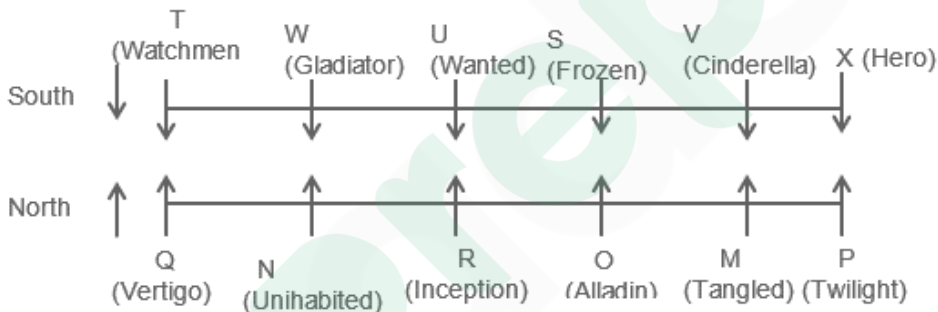 T W U S V X (Hero)
(Watchmen (Gladiator) (Wanted) (Frozen) (Cinderella)
South
North
Q N R O M P
(Vertigo) (Unihabited) (Inception) (Alladin) (Tangled) (Twilight)